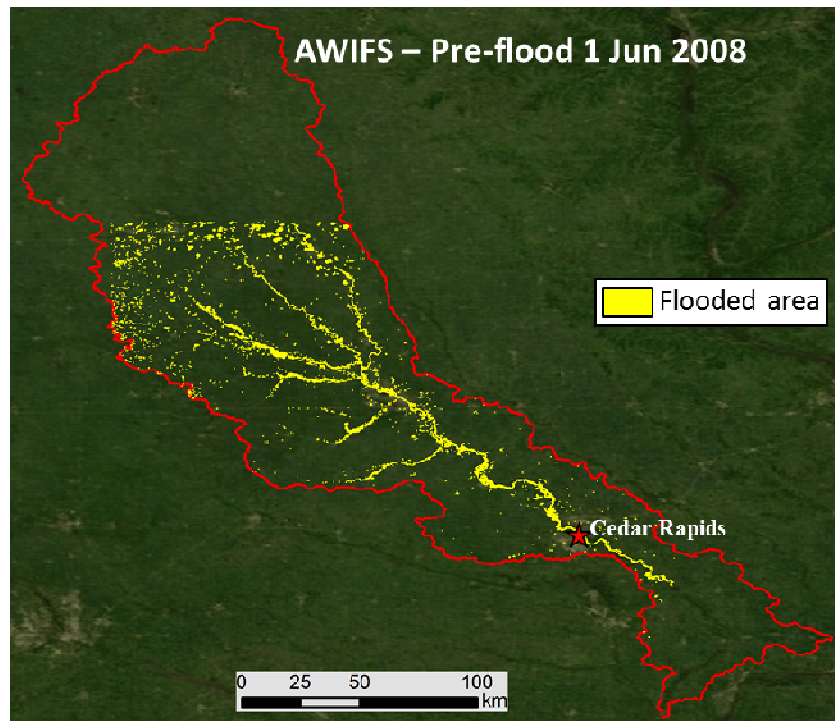 AWIFS – Pre-flood 1 Jun 2008
Flooded area
Cedar Rapids
0 25 50 100
km